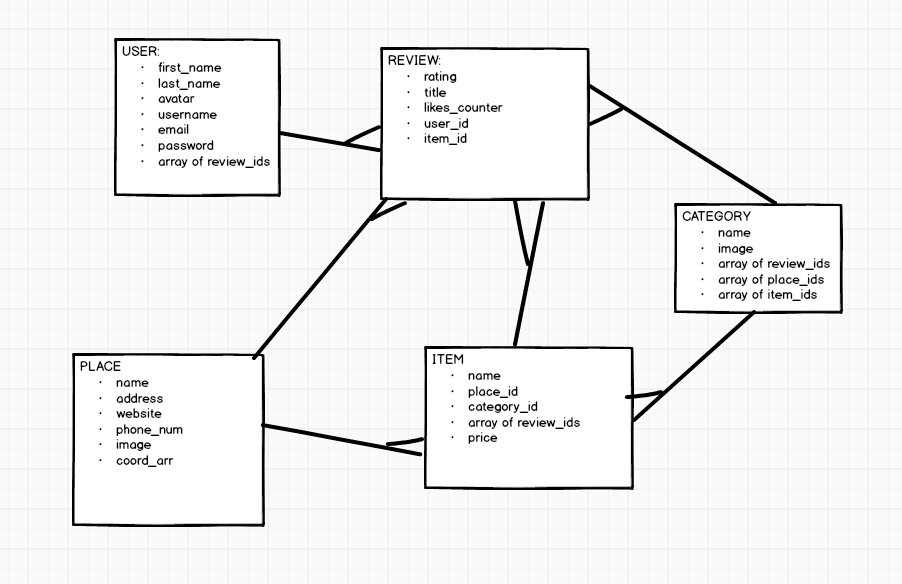 USER:
· first_name
· last_name
· avatar
· username
· email
· password
· array of review_ids
REVIEW:
· rating
· title
· likes_counter
· user_id
· item_id
CATEGORY
· name
· image
· array of review_ids
· array of place_ids
· array of item_ids
PLACE
· name
· address
· website
· phone_num
· image
· coord_arr
ITEM
· name
· place_id
· category_id
· array of review_ids
· price